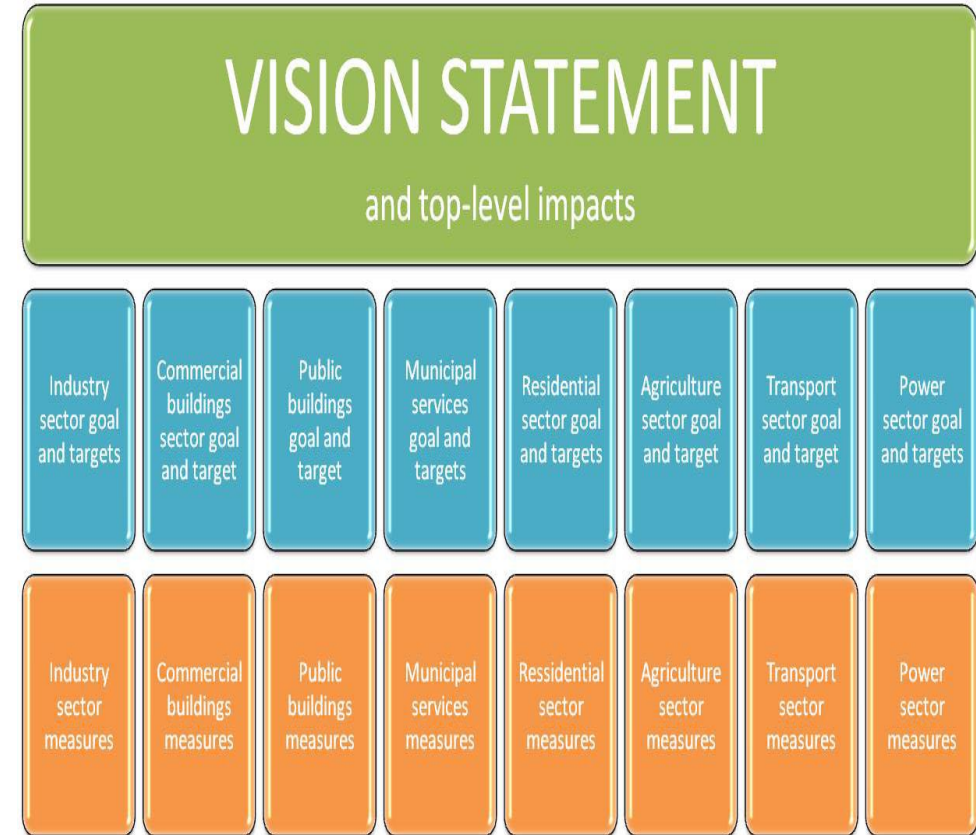 VISION STATEMENT
and top-level impacts
Industry
sector goal
and targets
Commercial
buildings
sector goal
and target
Public
buildings
goal and
target
Municipal
services
goal and
targets
Residential
sector goal
and targets
Agriculture
sector goal
and target
Transport
sector goal
and target
Power
sector goal
and targets
Industry
sector
measures
Commercial
buildings
measures
Public
buildings
measures
Municipal
services
measures
Ressidential
sector
measures
Agriculture
sector
measures
Transport
sector
measures
Power
sector
measures